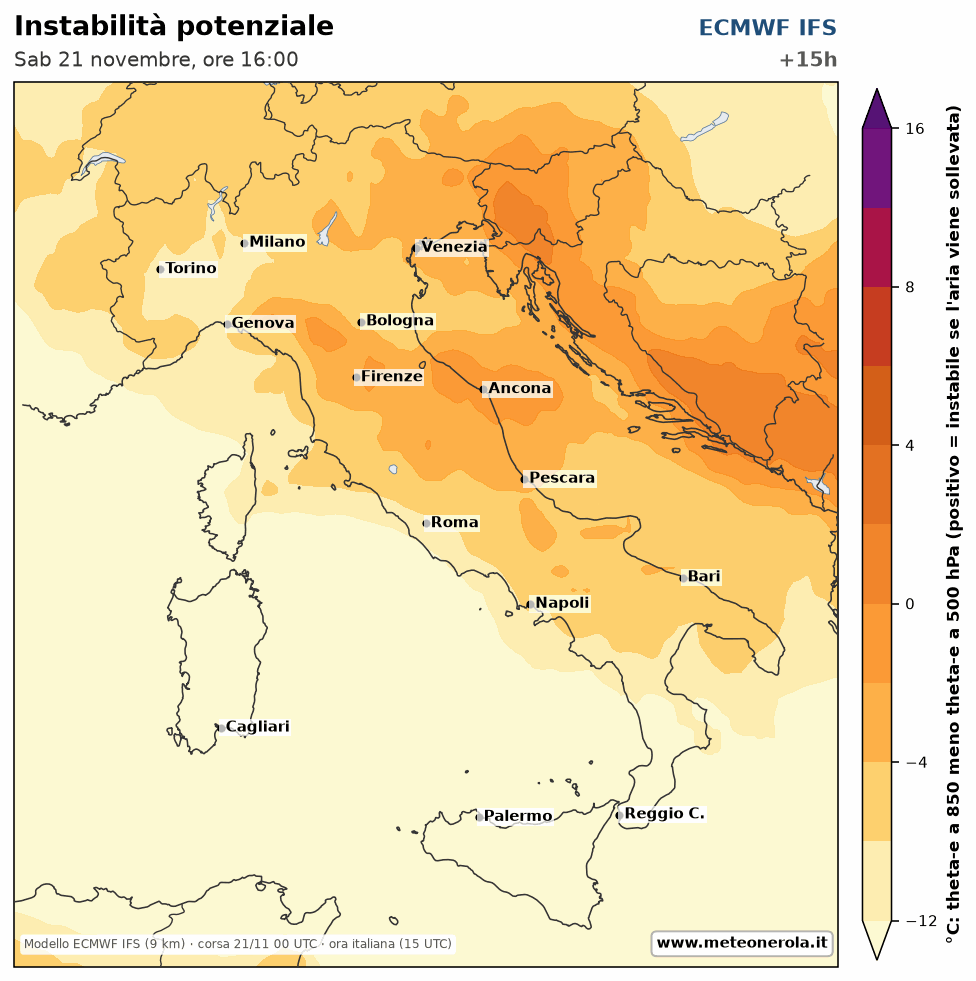 Instabilità potenziale
ECMWF IFS
Sab 21 novembre, ore 16:00
+15h
Milano
Venezia
Torino
Genova
Bologna
Firenze
Ancona
Pescara
Roma
Bari
Napoli
Cagliari
Palermo
Reggio C.
16
8
4
0
−4
−12
°C: theta-e a 850 meno theta-e a 500 hPa (positivo = instabile se l'aria viene sollevata)
Modello ECMWF IFS (9 km) · corsa 21/11 00 UTC · ora italiana (15 UTC)
www.meteonerola.it